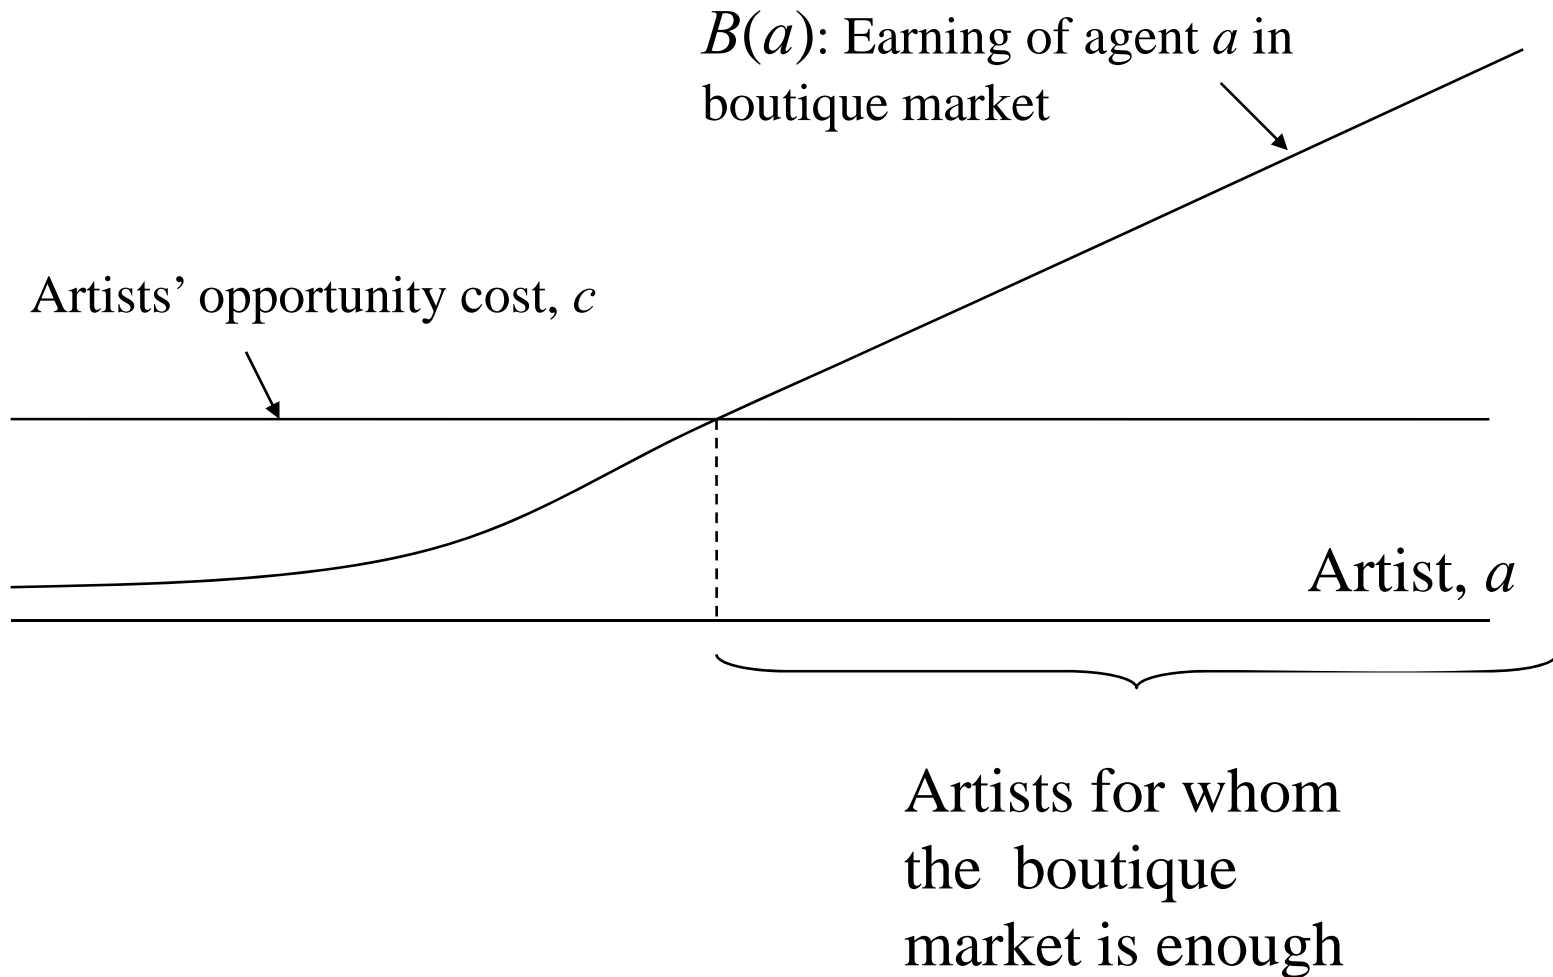 B(a): Earning of agent a in
boutique market
Artists’ opportunity cost, c
Artist, a
Artists for whom
the boutique
market is enough